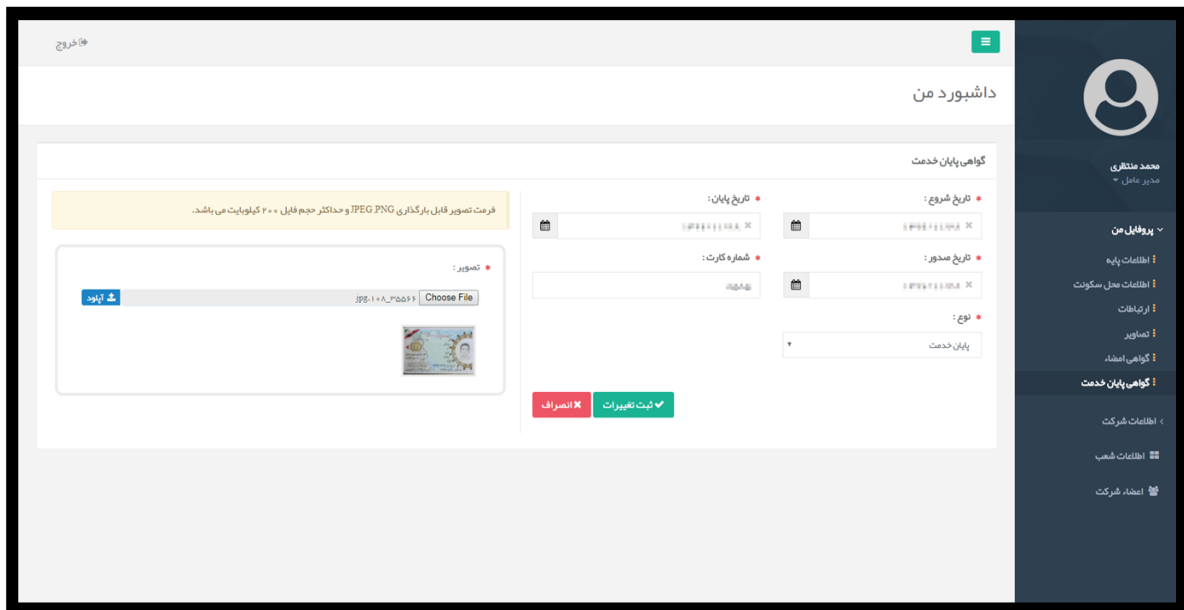 خروج
داشبورد من
محمد منتظری
مدیر عامل
پروفایل من
اطلاعات پایه
اطلاعات محل سکونت
ارتباطات
تصاویر
گواهی امضاء
گواهی پایان خدمت
اطلاعات شرکت
اطلاعات شعب
اعضاء شرکت
گواهی پایان خدمت
* تاریخ شروع :
* تاریخ پایان :
* تاریخ صدور :
* شماره کارت :
* نوع :
پایان خدمت
ثبت تغییرات
انصراف
فرمت تصویر قابل بارگذاری JPEG,PNG و حداکثر حجم فایل ۲۰۰ کیلوبایت می باشد.
* تصویر :
Choose File
آپلود